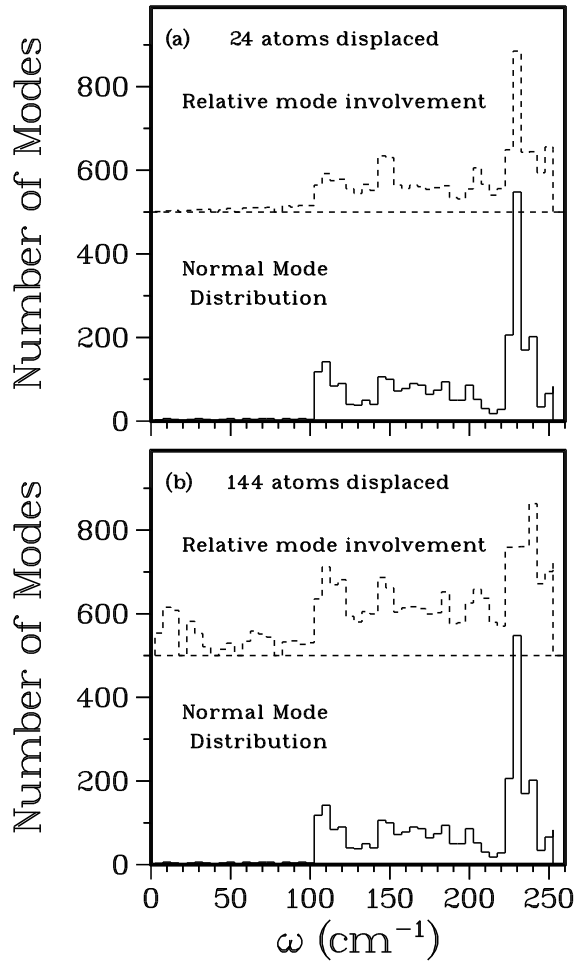 (a) 24 atoms displaced
800
Relative mode involvement
600
400
Normal Mode
Distribution
200
0
Number of Modes
(b) 144 atoms displaced
800
Relative mode involvement
600
400
Normal Mode
Distribution
200
0
Number of Modes
0 50 100 150 200 250
ω (cm⁻¹)